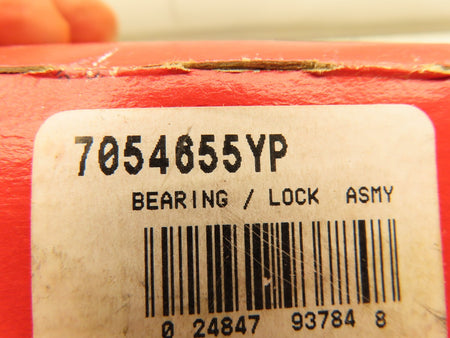 7054655YP
BEARING / LOCK ASMY
0 24847 93784 8